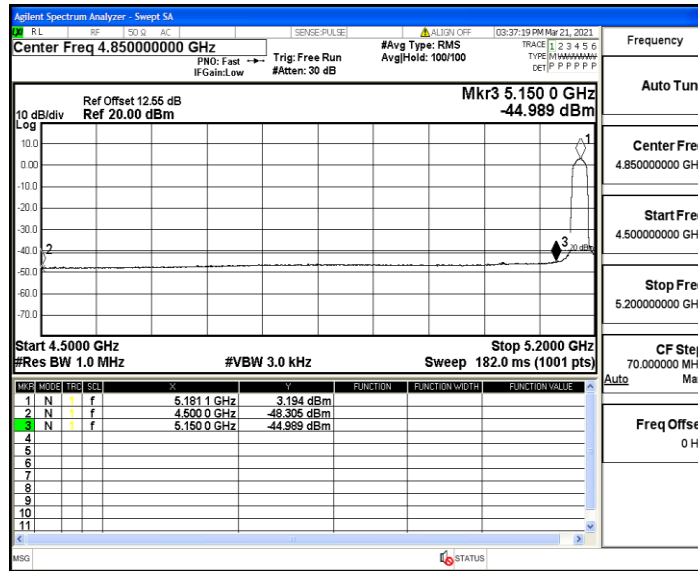 Agilent Spectrum Analyzer - Swept SA
RL RF 50 Ω AC SENSE:PULSE ALIGN OFF 03:37:19 PM Mar 21, 2021
Center Freq 4.850000000 GHz
PNO: Fast
IFGain:Low
Trig: Free Run
#Atten: 30 dB
#Avg Type: RMS
Avg|Hold: 100/100
TRACE 1 2 3 4 5 6
TYPE MWWWWW
DET P P P P P P
Frequency
Auto Tun
Center Fre
4.850000000 GH
Start Fre
4.500000000 GH
Stop Fre
5.200000000 GH
CF Ste
70.000000 MH
Auto Ma
Freq Offse
0 H
Mkr3 5.150 0 GHz
-44.989 dBm
Ref Offset 12.55 dB
10 dB/div Ref 20.00 dBm
Log
10.0
0.00
-10.0
-20.0
-30.0
-40.0
-50.0
-60.0
-70.0
1
2
3
Start 4.5000 GHz Stop 5.2000 GHz
#Res BW 1.0 MHz #VBW 3.0 kHz Sweep 182.0 ms (1001 pts)
MKR MODE TRC SCL X Y FUNCTION FUNCTION WIDTH FUNCTION VALUE
1 N 1 f 5.181 1 GHz 3.194 dBm
2 N 1 f 4.500 0 GHz -48.305 dBm
3 N 1 f 5.150 0 GHz -44.989 dBm
4
5
6
7
8
9
10
11
MSG STATUS